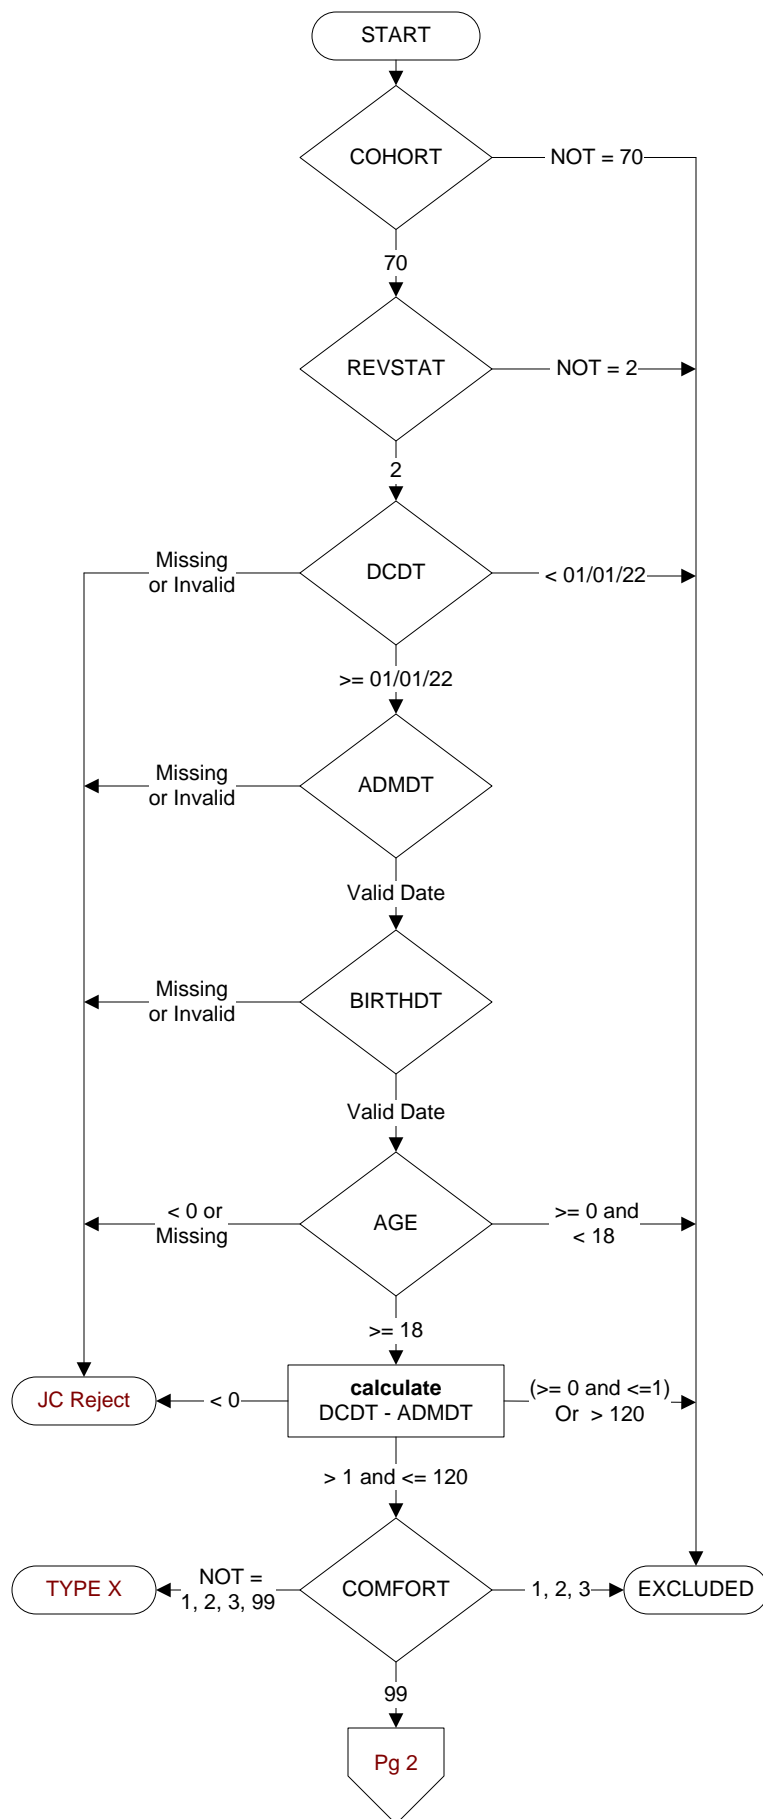 START
COHORT
NOT = 70
70
REVSTAT
NOT = 2
2
Missing
or Invalid
DCDT
< 01/01/22
>= 01/01/22
Missing
or Invalid
ADMDT
Valid Date
Missing
or Invalid
BIRTHDT
Valid Date
< 0 or
Missing
AGE
>= 0 and
< 18
>= 18
JC Reject
< 0
calculate
DCDT - ADMDT
(>= 0 and <=1)
Or > 120
> 1 and <= 120
TYPE X
NOT =
1, 2, 3, 99
COMFORT
1, 2, 3
EXCLUDED
99
Pg 2